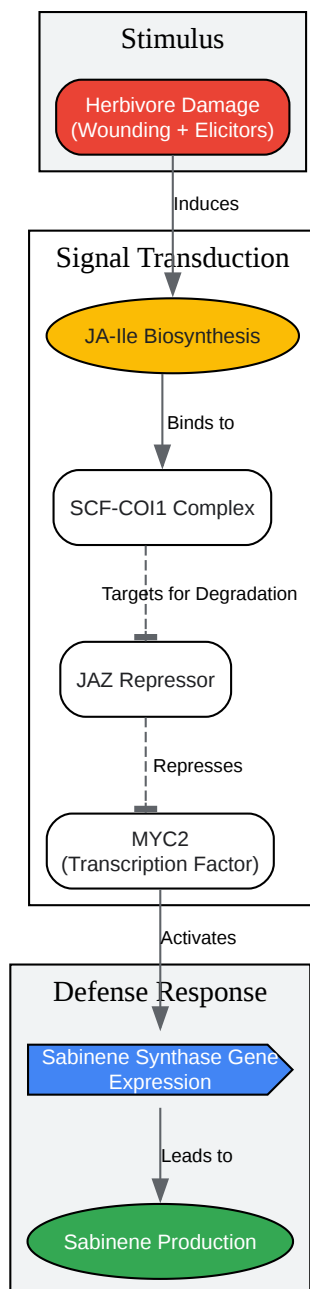 Stimulus
Herbivore Damage
(Wounding + Elicitors)
Induces
Signal Transduction
JA-Ile Biosynthesis
Binds to
SCF-COI1 Complex
Targets for Degradation
JAZ Repressor
Represses
MYC2
(Transcription Factor)
Activates
Defense Response
Sabinene Synthase Gene
Expression
Leads to
Sabinene Production